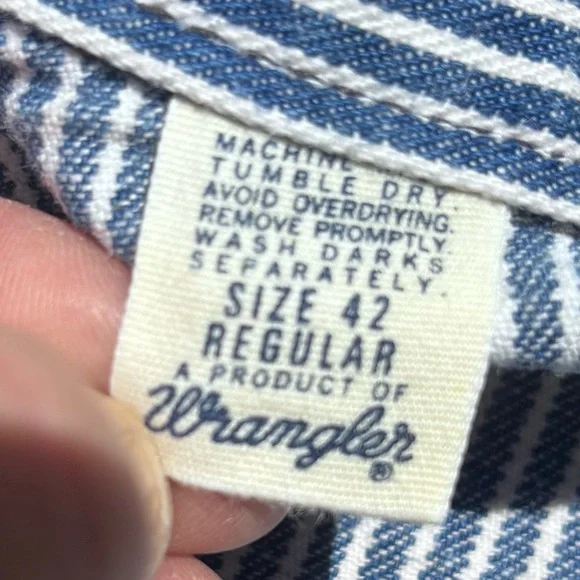 MACHINE
TUMBLE DRY.
AVOID OVERDRYING.
REMOVE PROMPTLY.
WASH DARKS
SEPARATELY.
SIZE 42
REGULAR
A PRODUCT OF
Wrangler®